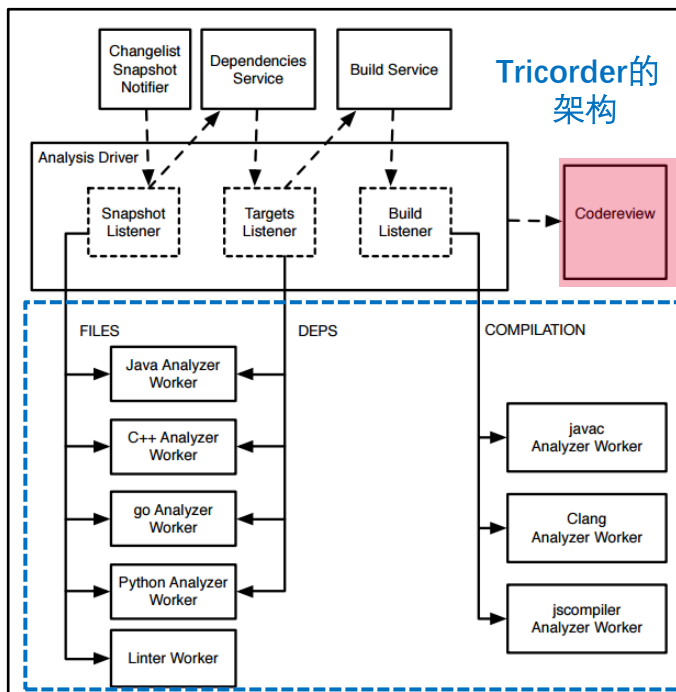 Changelist
Snapshot
Notifier
Dependencies
Service
Build Service
Tricorder的
架构
Analysis Driver
Snapshot
Listener
Targets
Listener
Build
Listener
Codereview
FILES
DEPS
COMPILATION
Java Analyzer
Worker
C++ Analyzer
Worker
go Analyzer
Worker
Python Analyzer
Worker
Linter Worker
javac
Analyzer Worker
Clang
Analyzer Worker
jscompiler
Analyzer Worker